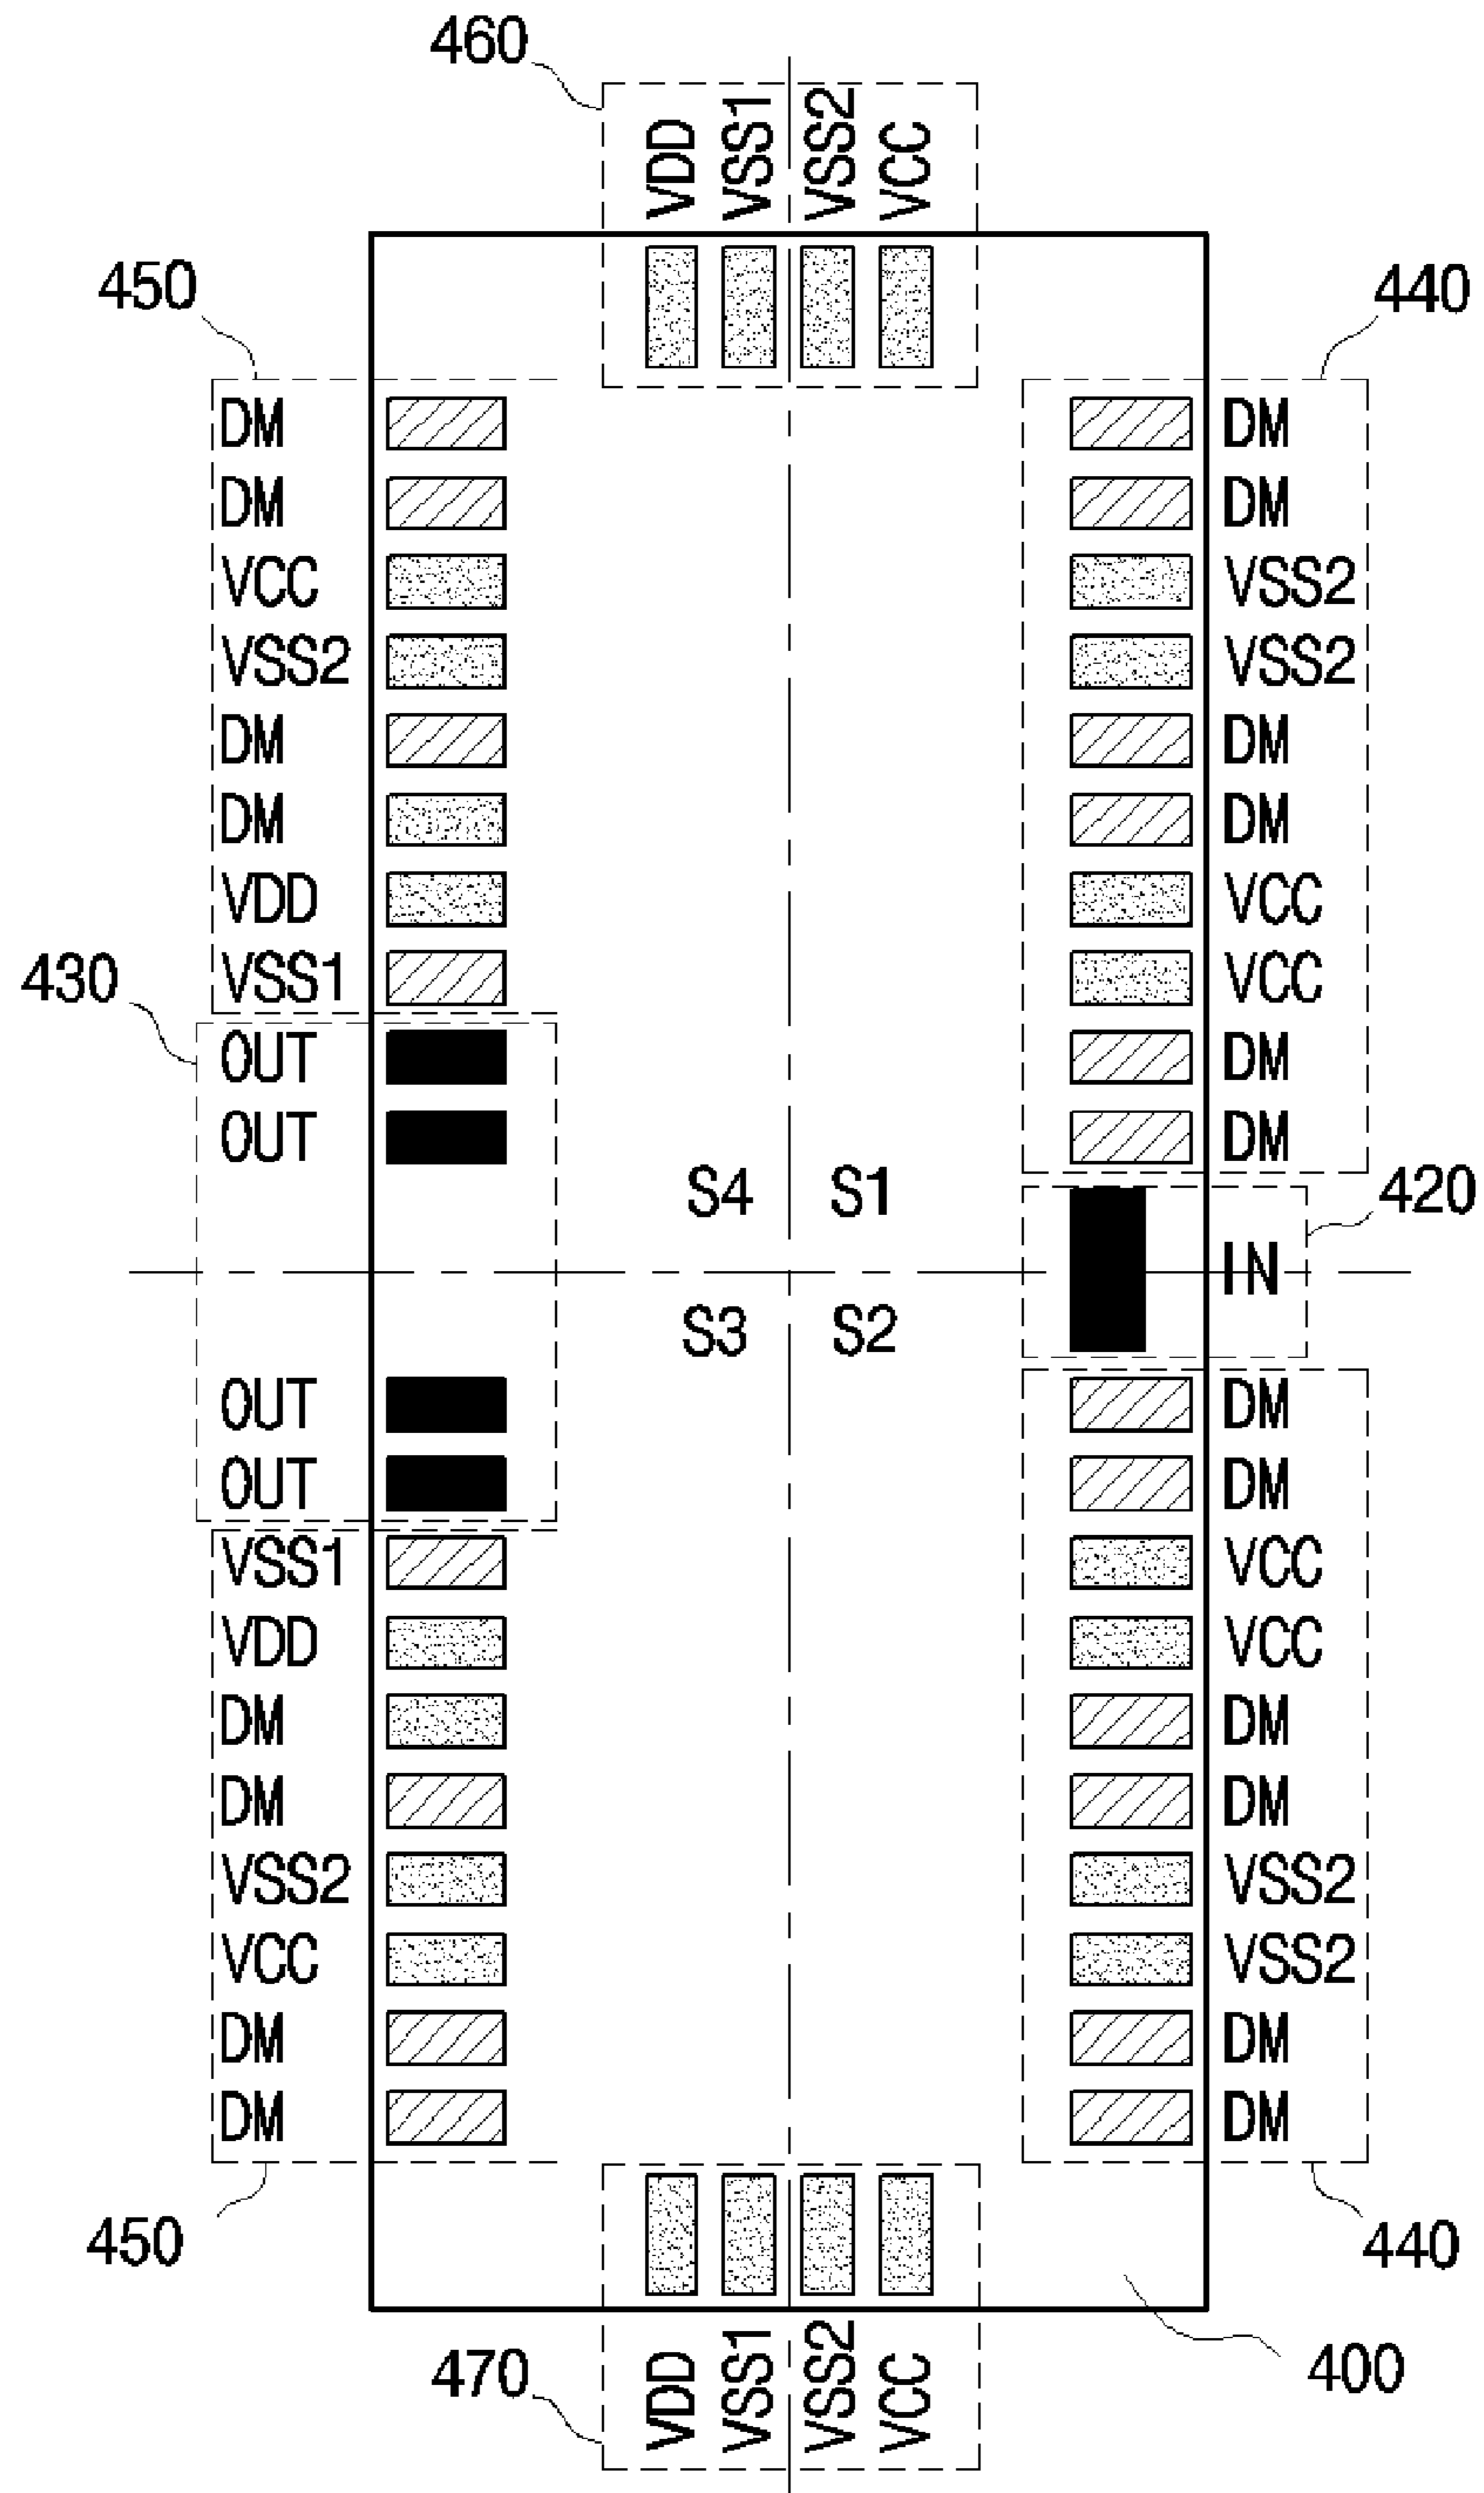 460
VDD VSS1 VSS2 VCC
450 440
DM DM
DM DM
VCC VSS2
VSS2 VSS2
DM DM
DM DM
VDD VCC
430 VSS1 VCC
OUT DM
OUT DM
S4 S1 420
IN
S3 S2
OUT DM
OUT DM
VSS1 VCC
VDD VCC
DM DM
DM DM
VSS2 VSS2
VCC VSS2
DM DM
DM DM
450 440
470 VDD VSS1 VSS2 VCC 400